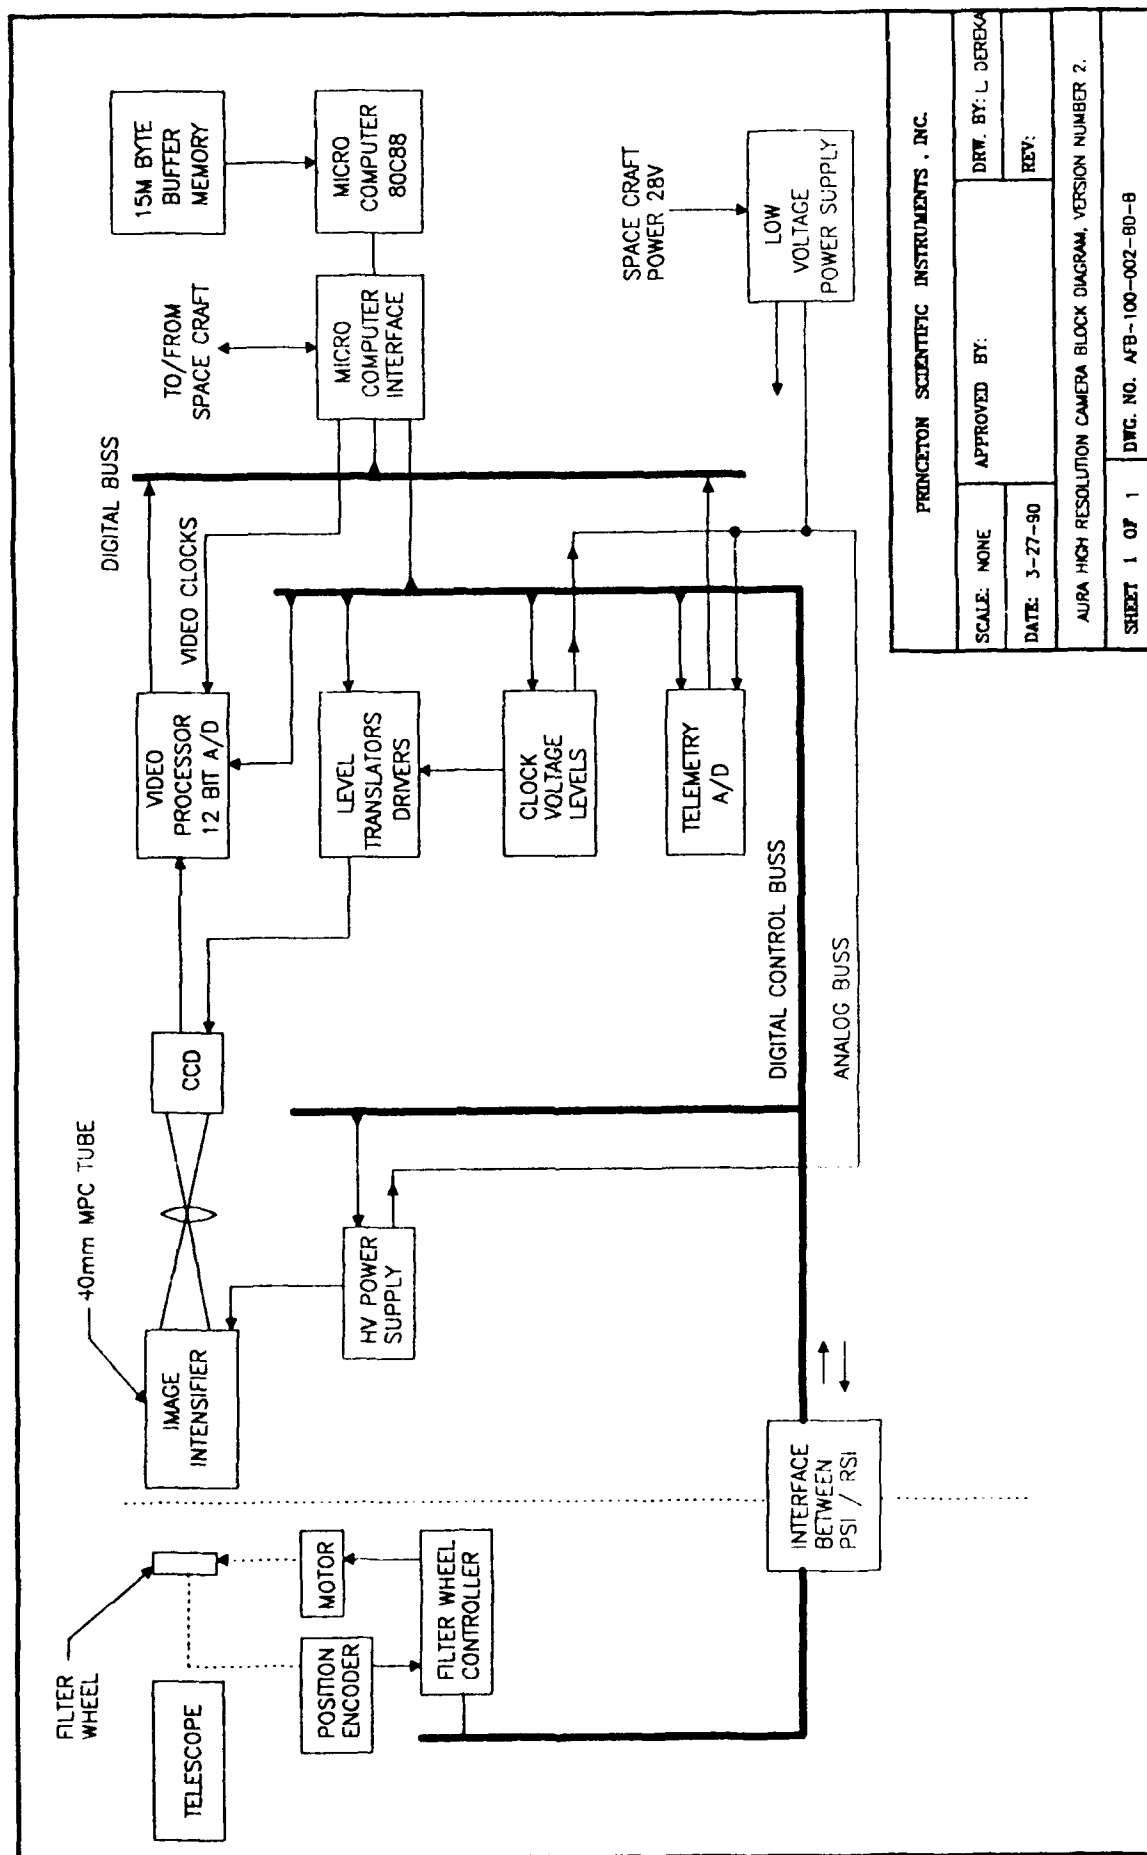 FILTER
WHEEL
TELESCOPE
POSITION
ENCODER
MOTOR
FILTER WHEEL
CONTROLLER
INTERFACE
BETWEEN
PSI / RSI
40mm MPC TUBE
IMAGE
INTENSIFIER
HV POWER
SUPPLY
CCD
DIGITAL CONTROL BUSS
ANALOG BUSS
VIDEO
PROCESSOR
12 BIT A/D
LEVEL
TRANSLATORS
DRIVERS
CLOCK
VOLTAGE
LEVELS
TELEMETRY
A/D
VIDEO CLOCKS
DIGITAL BUSS
TO/FROM
SPACE CRAFT
MICRO
COMPUTER
INTERFACE
15M BYTE
BUFFER
MEMORY
MICRO
COMPUTER
80C88
SPACE CRAFT
POWER 28V
LOW
VOLTAGE
POWER SUPPLY
PRINCETON SCIENTIFIC INSTRUMENTS , INC.
SCALE: NONE
APPROVED BY:
DRW. BY: L DEREKA
DATE: 3-27-90
REV:
AURA HIGH RESOLUTION CAMERA BLOCK DIAGRAM, VERSION NUMBER 2.
SHEET 1 OF 1
DWG. NO. AFB-100-002-B0-B